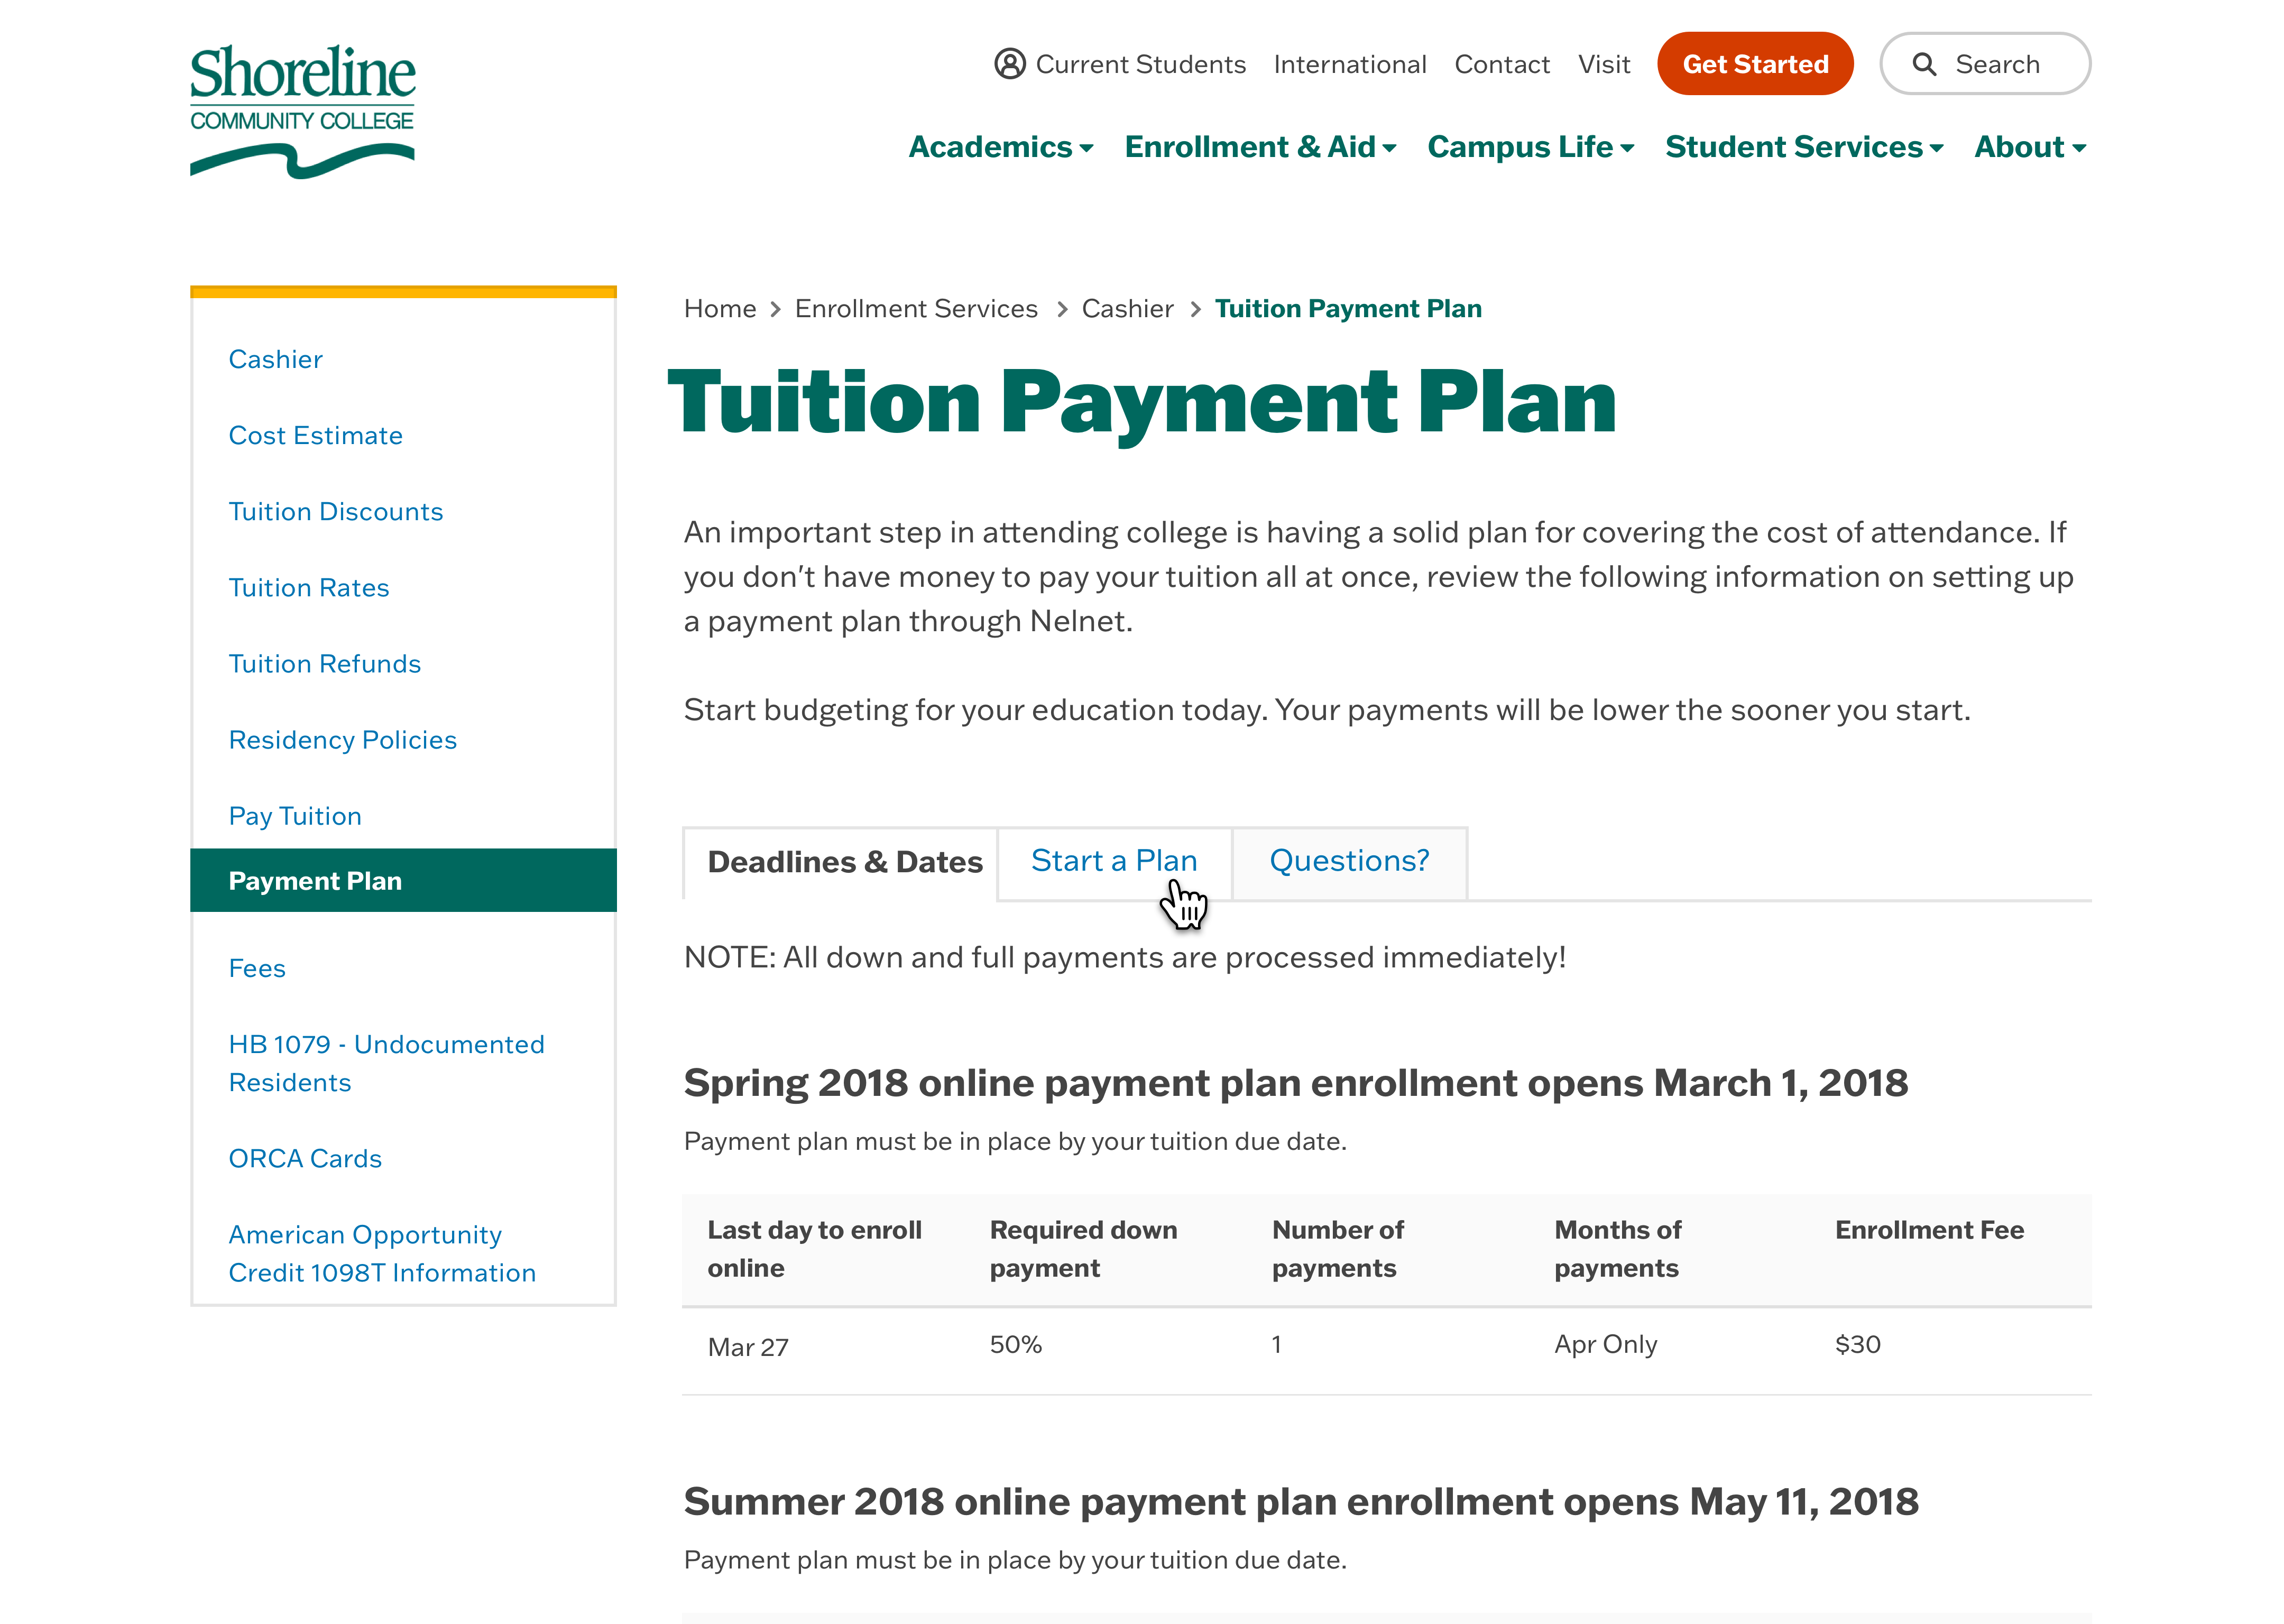 Shoreline
COMMUNITY COLLEGE
Current Students International Contact Visit Get Started Search
Academics Enrollment & Aid Campus Life Student Services About
Cashier
Cost Estimate
Tuition Discounts
Tuition Rates
Tuition Refunds
Residency Policies
Pay Tuition
Payment Plan
Fees
HB 1079 - Undocumented
Residents
ORCA Cards
American Opportunity
Credit 1098T Information
Home > Enrollment Services > Cashier > Tuition Payment Plan
Tuition Payment Plan
An important step in attending college is having a solid plan for covering the cost of attendance. If
you don't have money to pay your tuition all at once, review the following information on setting up
a payment plan through Nelnet.
Start budgeting for your education today. Your payments will be lower the sooner you start.
Deadlines & Dates Start a Plan Questions?
NOTE: All down and full payments are processed immediately!
Spring 2018 online payment plan enrollment opens March 1, 2018
Payment plan must be in place by your tuition due date.
Last day to enroll Required down Number of Months of Enrollment Fee
online payment payments payments
Mar 27 50% 1 Apr Only $30
Summer 2018 online payment plan enrollment opens May 11, 2018
Payment plan must be in place by your tuition due date.